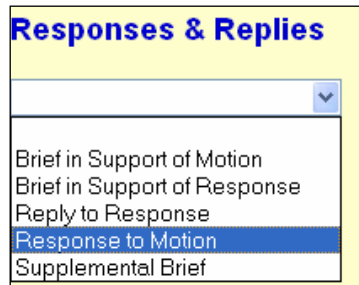 Responses & Replies
Brief in Support of Motion
Brief in Support of Response
Reply to Response
Response to Motion
Supplemental Brief